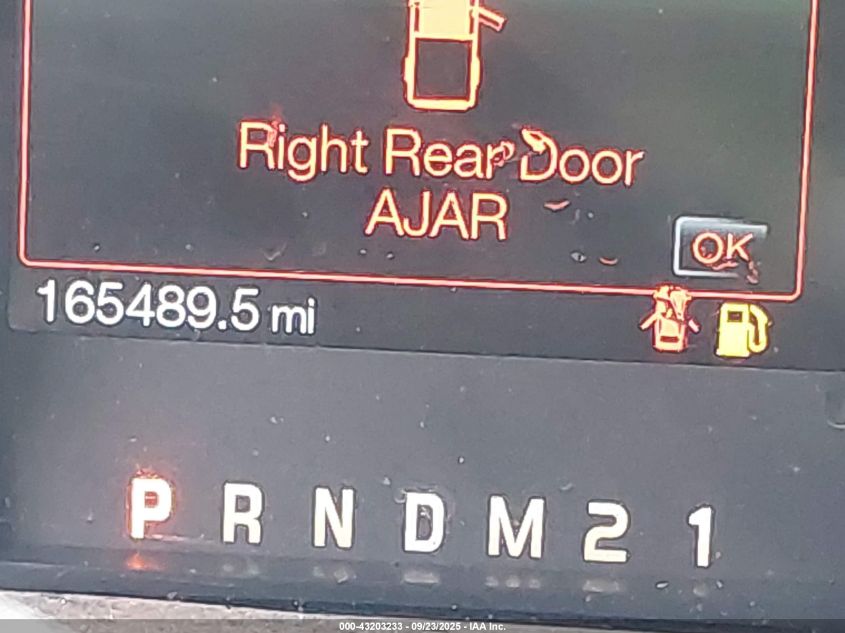 Right Rear Door
AJAR
OK
165489.5 mi
P R N D M 2 1
000-43203233 - 09/23/2025 - IAA Inc.